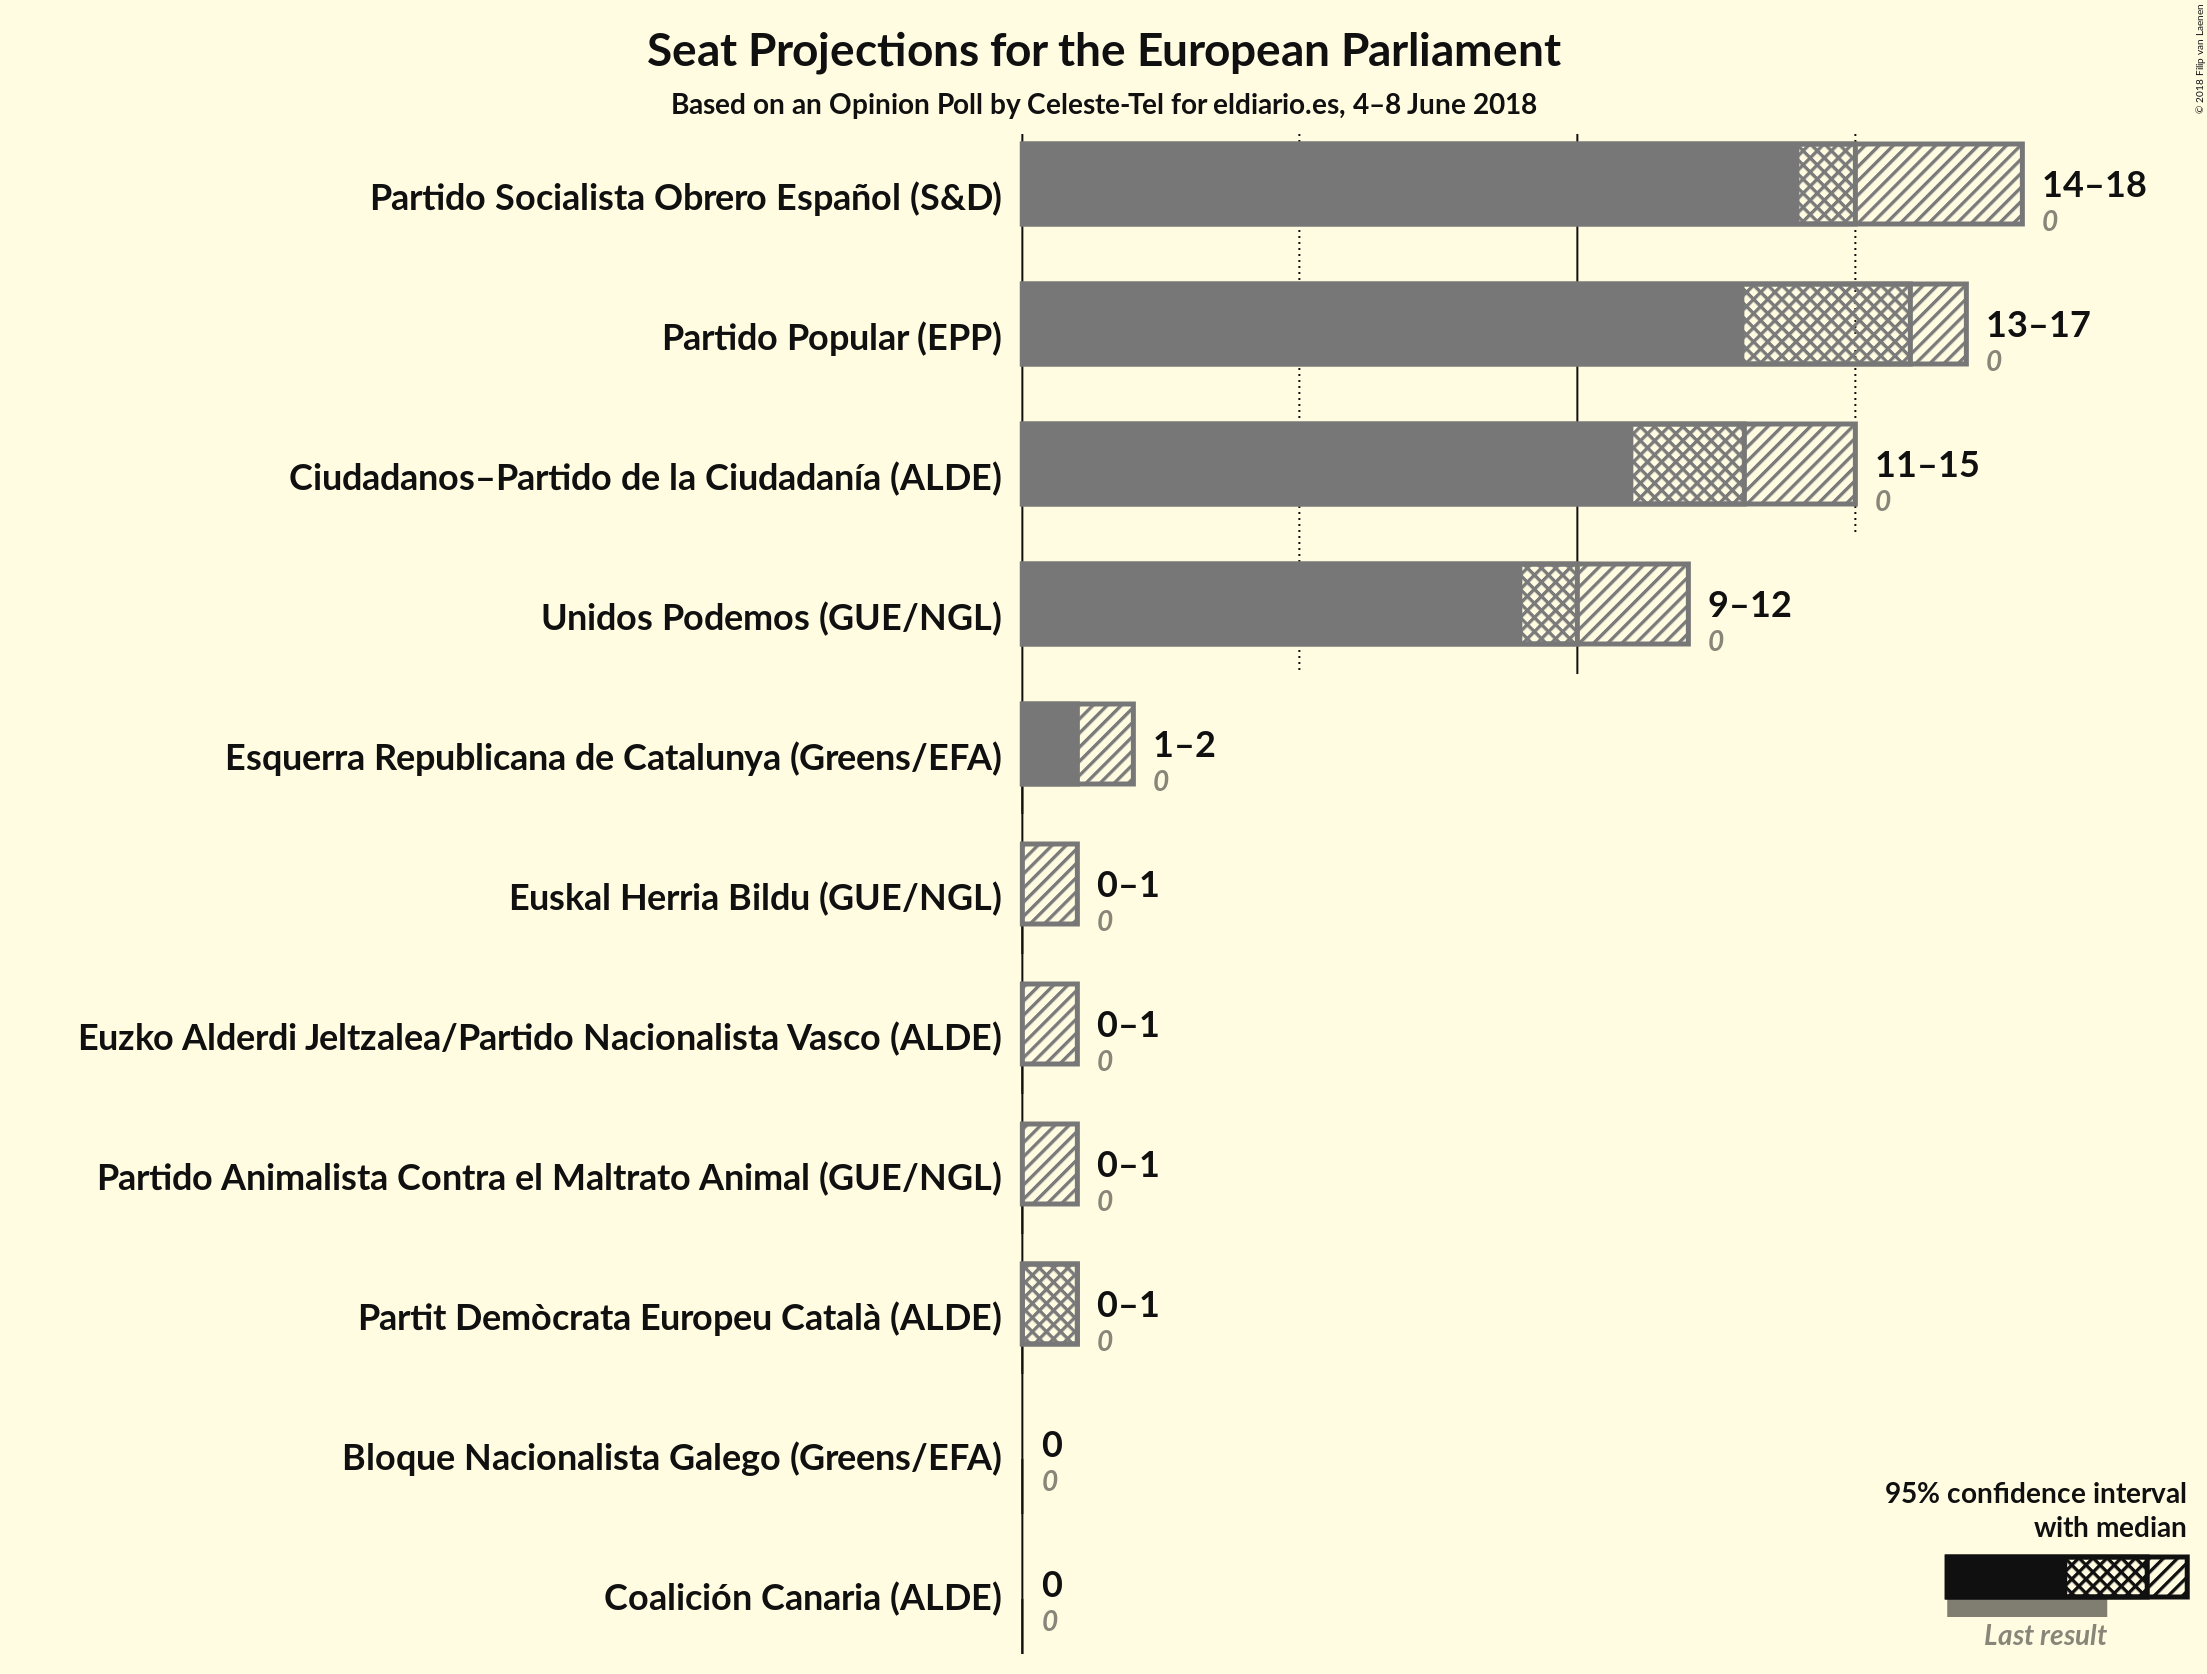 Seat Projections for the European Parliament
Based on an Opinion Poll by Celeste-Tel for eldiario.es, 4–8 June 2018
© 2018 Filip van Laenen
Partido Socialista Obrero Español (S&D)
14–18
0
Partido Popular (EPP)
13–17
0
Ciudadanos–Partido de la Ciudadanía (ALDE)
11–15
0
Unidos Podemos (GUE/NGL)
9–12
0
Esquerra Republicana de Catalunya (Greens/EFA)
1–2
0
Euskal Herria Bildu (GUE/NGL)
0–1
0
Euzko Alderdi Jeltzalea/Partido Nacionalista Vasco (ALDE)
0–1
0
Partido Animalista Contra el Maltrato Animal (GUE/NGL)
0–1
0
Partit Demòcrata Europeu Català (ALDE)
0–1
0
Bloque Nacionalista Galego (Greens/EFA)
0
0
Coalición Canaria (ALDE)
0
0
95% confidence interval
with median
Last result